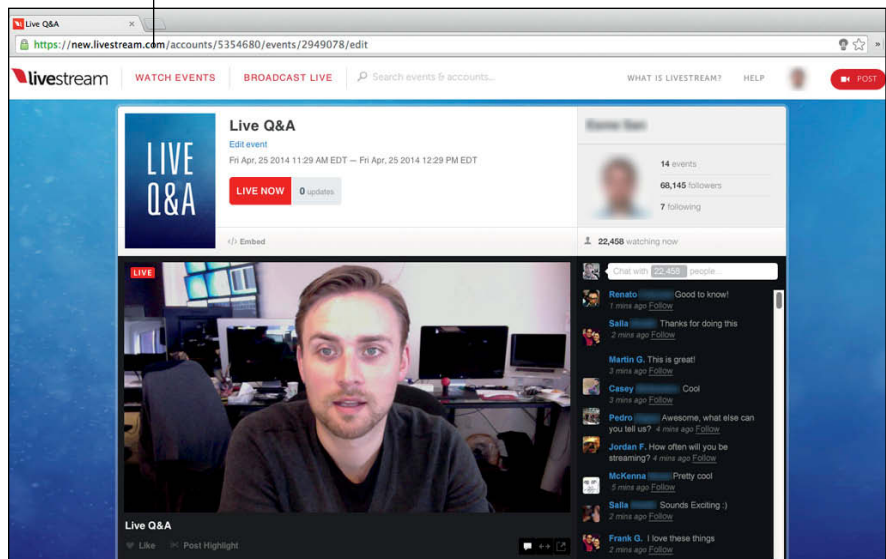 Live Q&A
https://new.livestream.com/accounts/5354680/events/2949078/edit
livestream
WATCH EVENTS
BROADCAST LIVE
Search events & accounts...
WHAT IS LIVESTREAM?
HELP
POST
LIVE
Q&A
Live Q&A
Edit event
Fri Apr, 25 2014 11:29 AM EDT — Fri Apr, 25 2014 12:29 PM EDT
LIVE NOW
0 updates
</> Embed
14 events
68,145 followers
7 following
22,458 watching now
LIVE
Live Q&A
Like
Post Highlight
Chat with 22,458 people...
Renato Good to know!
1 mins ago Follow
Salla Thanks for doing this
2 mins ago Follow
Martin G. This is great!
3 mins ago Follow
Casey Cool
3 mins ago Follow
Pedro Awesome, what else can
you tell us? 4 mins ago Follow
Jordan F. How often will you be
streaming? 4 mins ago Follow
McKenna Pretty cool
5 mins ago Follow
Salla Sounds Exciting :)
2 mins ago Follow
Frank G. I love these things
2 mins ago Follow